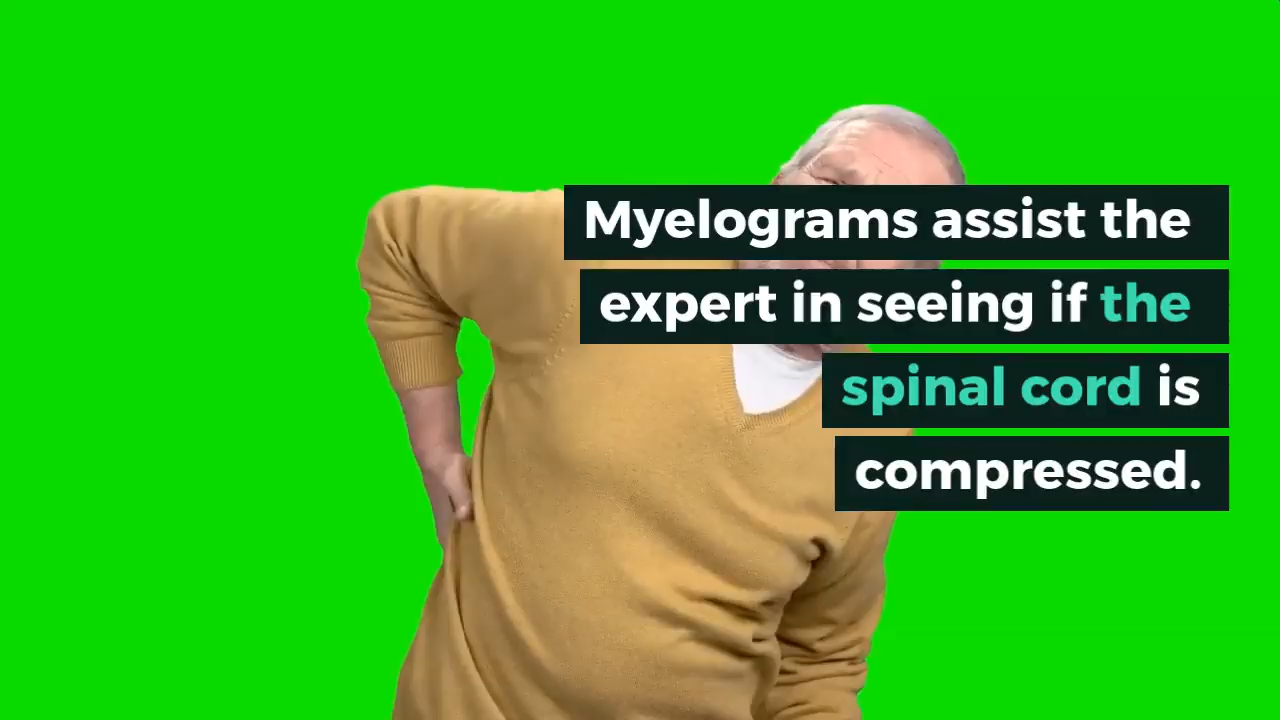 Myelograms assist the
expert in seeing if the
spinal cord is
compressed.